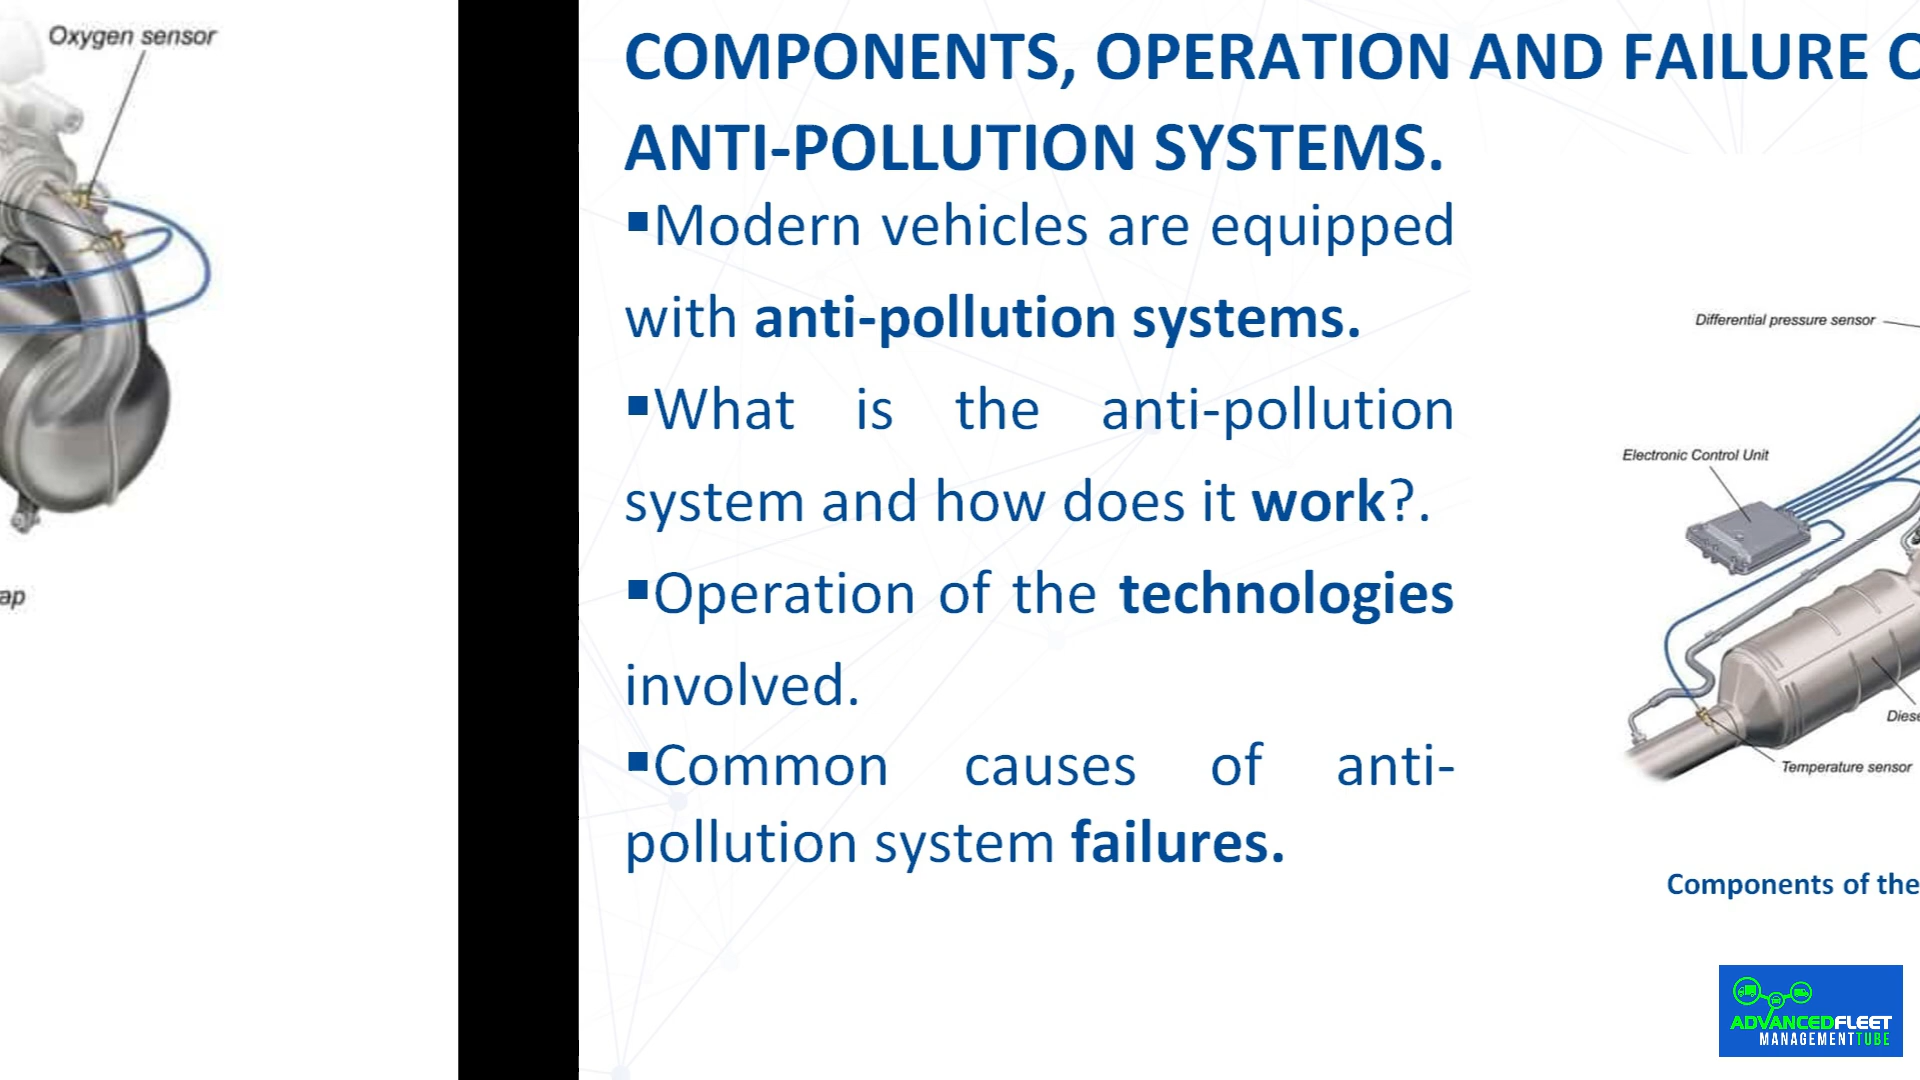 Oxygen sensor
COMPONENTS, OPERATION AND FAILURE
ANTI-POLLUTION SYSTEMS.
▪Modern vehicles are equipped
with anti-pollution systems.
▪What is the anti-pollution
system and how does it work?.
▪Operation of the technologies
involved.
▪Common causes of anti-
pollution system failures.
Differential pressure sensor
Electronic Control Unit
Temperature sensor
Components of the
ADVANCEDFLEET
MANAGEMENTTUBE